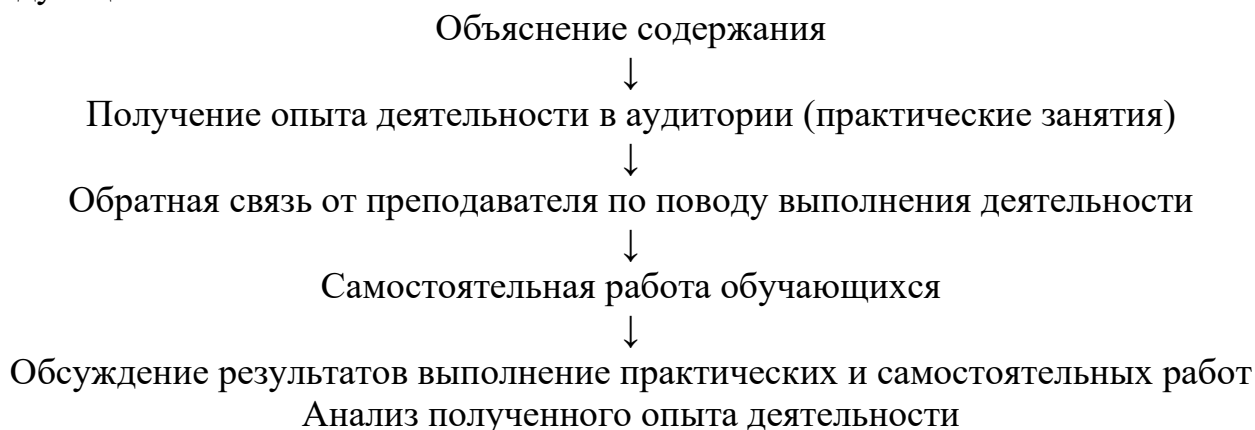 Объяснение содержания
↓
Получение опыта деятельности в аудитории (практические занятия)
↓
Обратная связь от преподавателя по поводу выполнения деятельности
↓
Самостоятельная работа обучающихся
↓
Обсуждение результатов выполнение практических и самостоятельных работ
Анализ полученного опыта деятельности